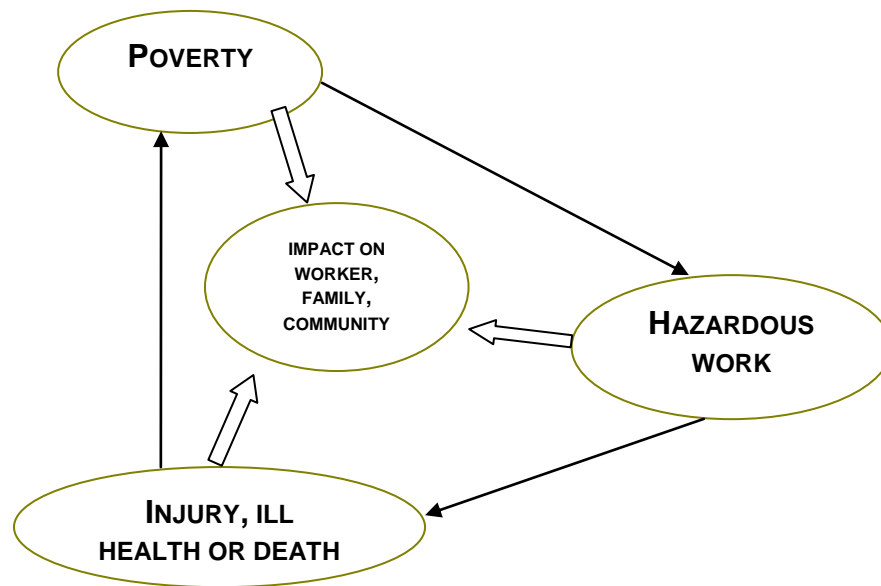 POVERTY
IMPACT ON
WORKER,
FAMILY,
COMMUNITY
HAZARDOUS
WORK
INJURY, ILL
HEALTH OR DEATH